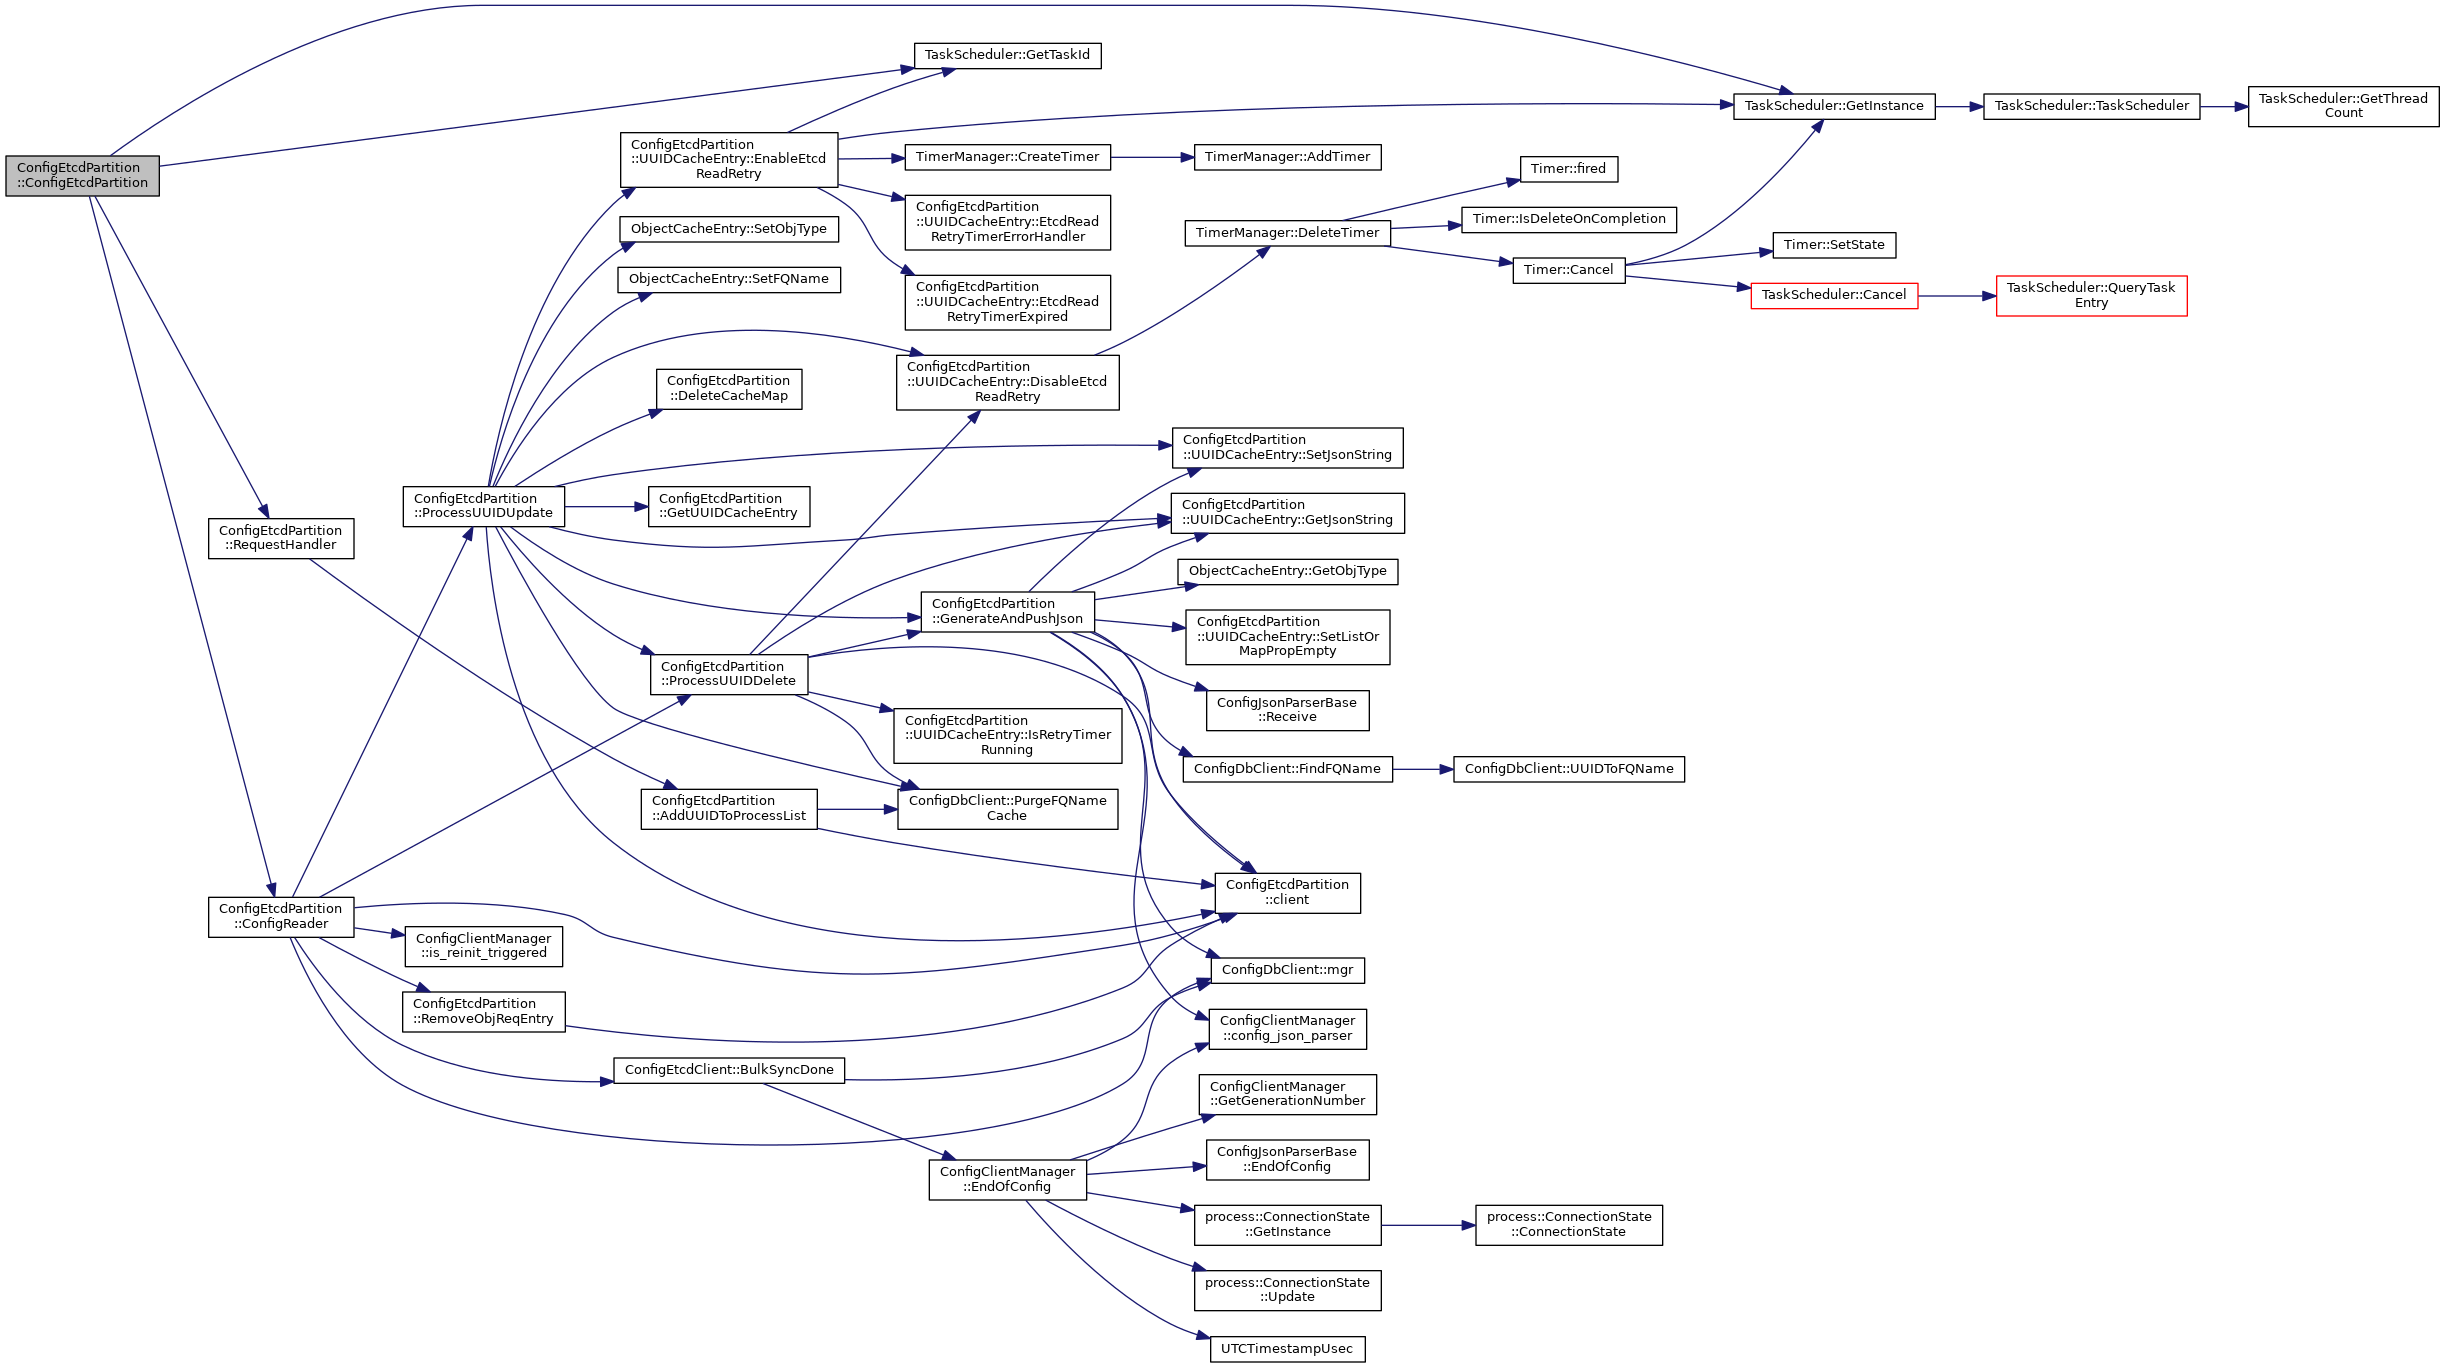 ConfigEtcdPartition
::ConfigEtcdPartition
TaskScheduler::GetTaskId
TaskScheduler::GetInstance
TaskScheduler::TaskScheduler
TaskScheduler::GetThread
Count
ConfigEtcdPartition
::UUIDCacheEntry::EnableEtcd
ReadRetry
TimerManager::CreateTimer
TimerManager::AddTimer
ConfigEtcdPartition
::UUIDCacheEntry::EtcdRead
RetryTimerErrorHandler
ConfigEtcdPartition
::UUIDCacheEntry::EtcdRead
RetryTimerExpired
ObjectCacheEntry::SetObjType
ObjectCacheEntry::SetFQName
Timer::fired
Timer::IsDeleteOnCompletion
TimerManager::DeleteTimer
Timer::Cancel
Timer::SetState
TaskScheduler::Cancel
TaskScheduler::QueryTask
Entry
ConfigEtcdPartition
::UUIDCacheEntry::DisableEtcd
ReadRetry
ConfigEtcdPartition
::DeleteCacheMap
ConfigEtcdPartition
::UUIDCacheEntry::SetJsonString
ConfigEtcdPartition
::ProcessUUIDUpdate
ConfigEtcdPartition
::GetUUIDCacheEntry
ConfigEtcdPartition
::UUIDCacheEntry::GetJsonString
ConfigEtcdPartition
::RequestHandler
ObjectCacheEntry::GetObjType
ConfigEtcdPartition
::GenerateAndPushJson
ConfigEtcdPartition
::UUIDCacheEntry::SetListOr
MapPropEmpty
ConfigEtcdPartition
::ProcessUUIDDelete
ConfigJsonParserBase
::Receive
ConfigEtcdPartition
::UUIDCacheEntry::IsRetryTimer
Running
ConfigDbClient::FindFQName
ConfigDbClient::UUIDToFQName
ConfigEtcdPartition
::AddUUIDToProcessList
ConfigDbClient::PurgeFQName
Cache
ConfigEtcdPartition
::client
ConfigEtcdPartition
::ConfigReader
ConfigClientManager
::is_reinit_triggered
ConfigDbClient::mgr
ConfigEtcdPartition
::RemoveObjReqEntry
ConfigClientManager
::config_json_parser
ConfigEtcdClient::BulkSyncDone
ConfigClientManager
::GetGenerationNumber
ConfigJsonParserBase
::EndOfConfig
ConfigClientManager
::EndOfConfig
process::ConnectionState
::GetInstance
process::ConnectionState
::ConnectionState
process::ConnectionState
::Update
UTCTimestampUsec